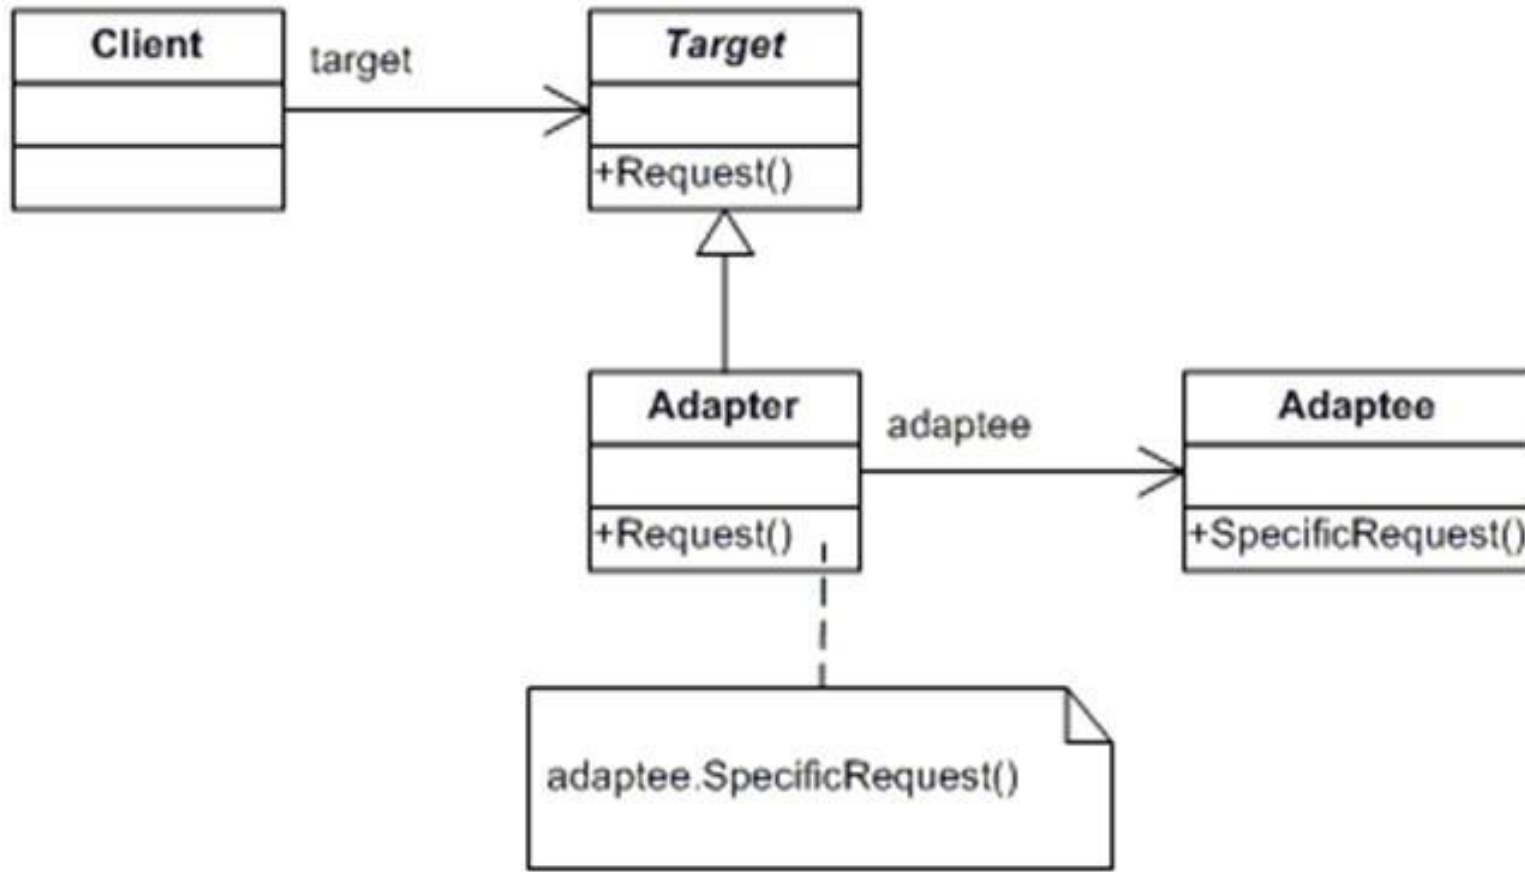 Client
target
Target
+Request()
Adapter
adaptee
Adaptee
+Request()
+SpecificRequest()
adaptee.SpecificRequest()